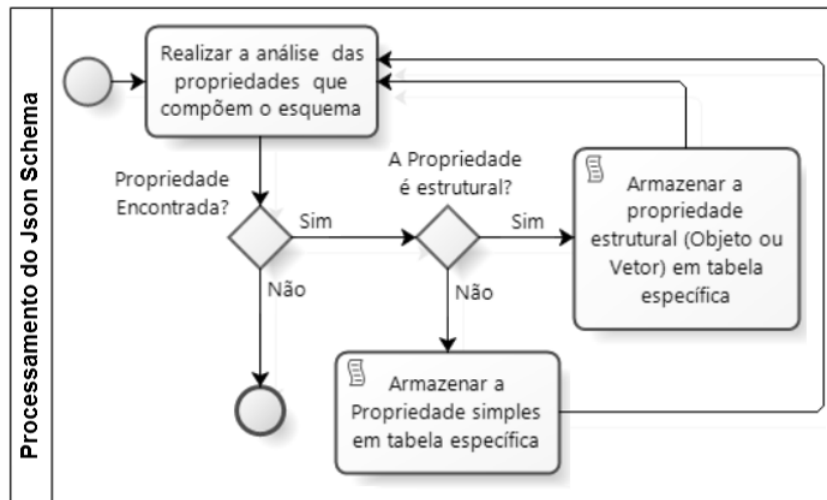 Processamento do Json Schema
Realizar a análise das
propriedades que
compõem o esquema
Propriedade
Encontrada?
Sim
Não
A Propriedade
é estrutural?
Sim
Não
Armazenar a
propriedade
estrutural (Objeto ou
Vetor) em tabela
específica
Armazenar a
Propriedade simples
em tabela específica